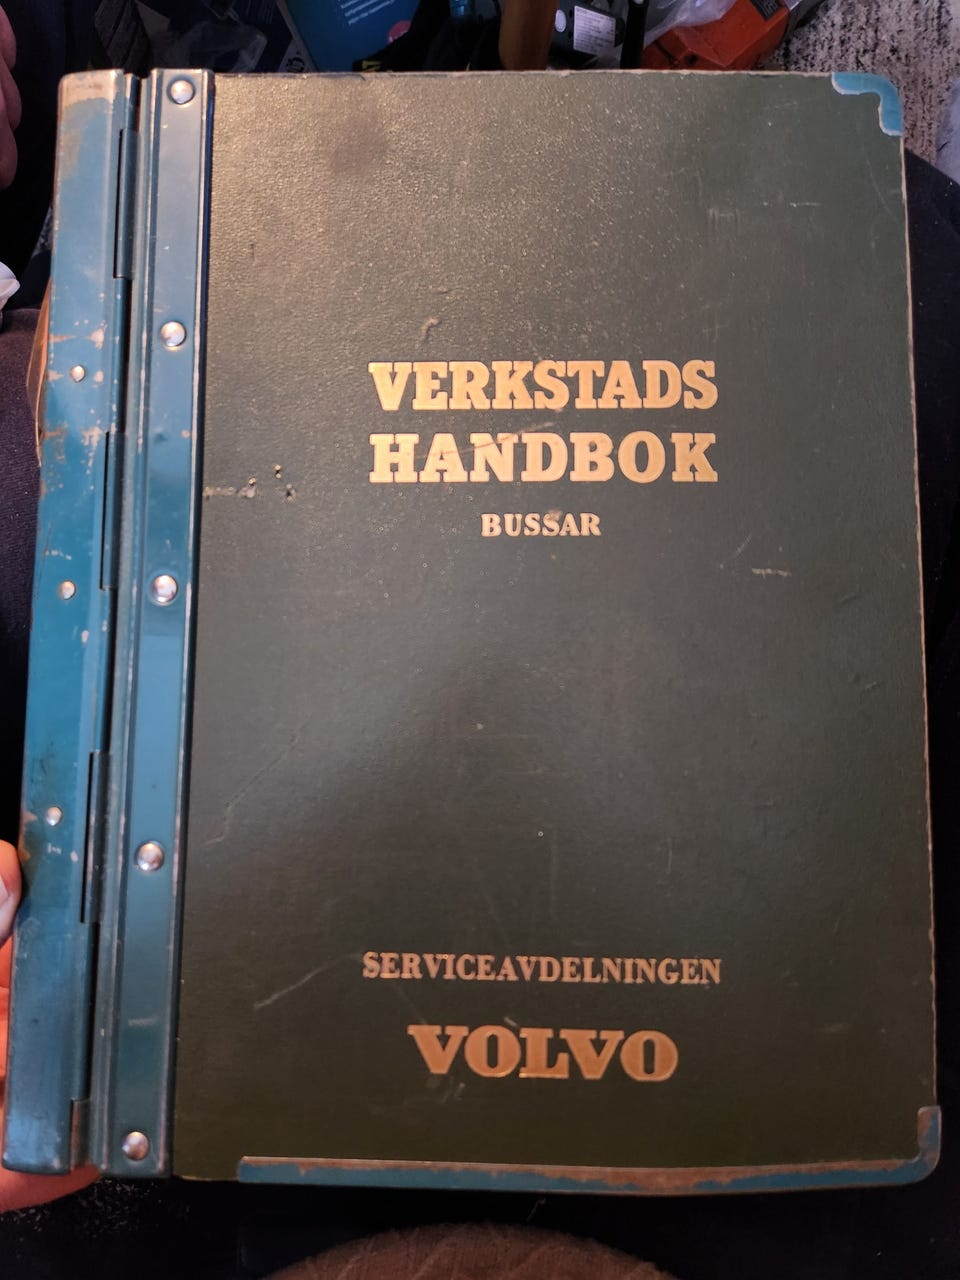 VERKSTADS
HANDBOK
BUSSAR
SERVICEAVDELNINGEN
VOLVO